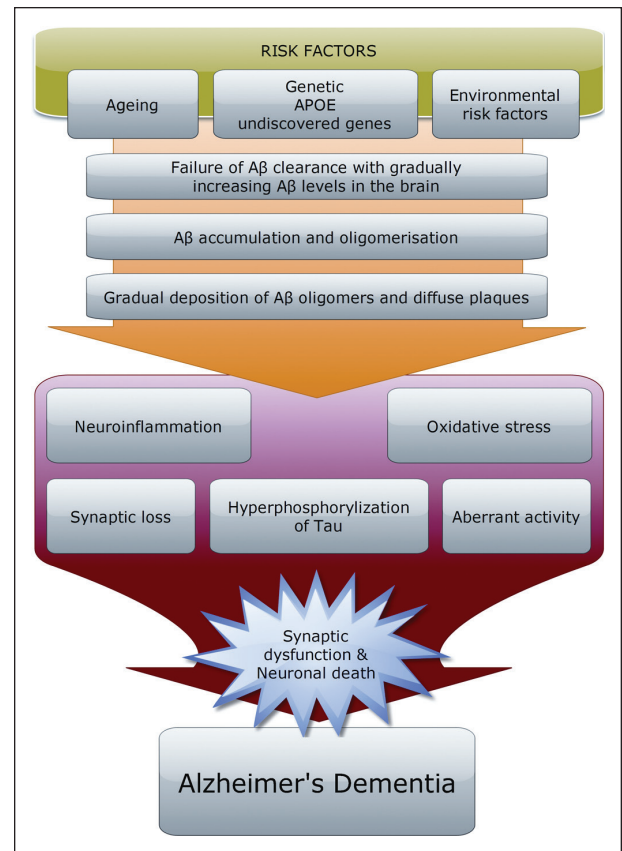 RISK FACTORS
Ageing
Genetic
APOE
undiscovered genes
Environmental
risk factors
Failure of Aβ clearance with gradually
increasing Aβ levels in the brain
Aβ accumulation and oligomerisation
Gradual deposition of Aβ oligomers and diffuse plaques
Neuroinflammation
Oxidative stress
Synaptic loss
Hyperphosphorylization
of Tau
Aberrant activity
Synaptic
dysfunction &
Neuronal death
Alzheimer's Dementia